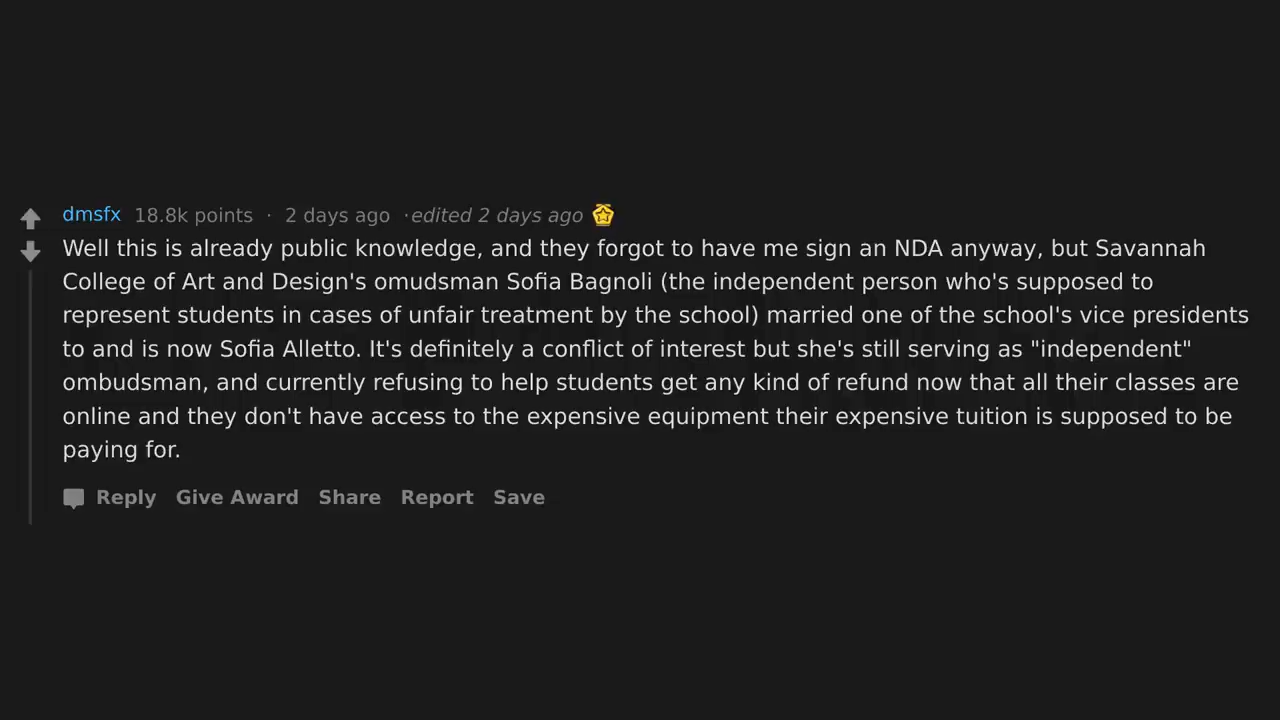 dmsfx 18.8k points · 2 days ago ·edited 2 days ago
Well this is already public knowledge, and they forgot to have me sign an NDA anyway, but Savannah
College of Art and Design's omudsman Sofia Bagnoli (the independent person who's supposed to
represent students in cases of unfair treatment by the school) married one of the school's vice presidents
to and is now Sofia Alletto. It's definitely a conflict of interest but she's still serving as "independent"
ombudsman, and currently refusing to help students get any kind of refund now that all their classes are
online and they don't have access to the expensive equipment their expensive tuition is supposed to be
paying for.
Reply Give Award Share Report Save